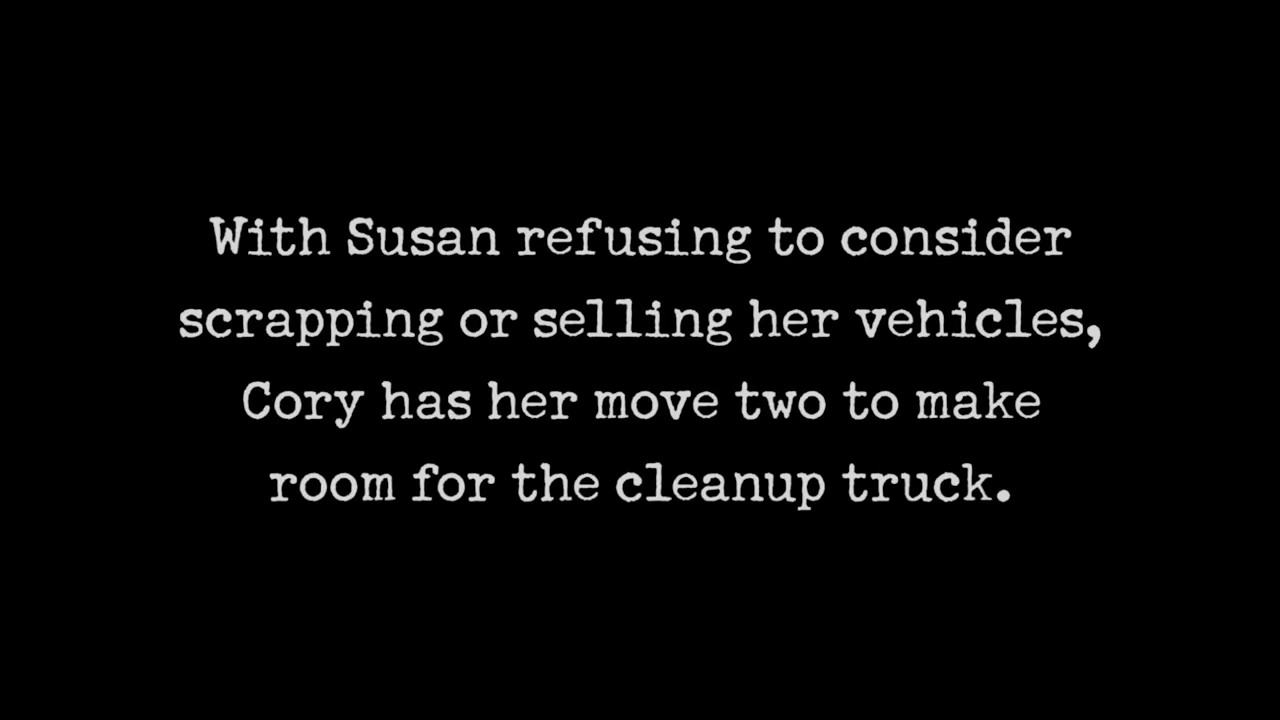 With Susan refusing to consider
scrapping or selling her vehicles,
Cory has her move two to make
room for the cleanup truck.